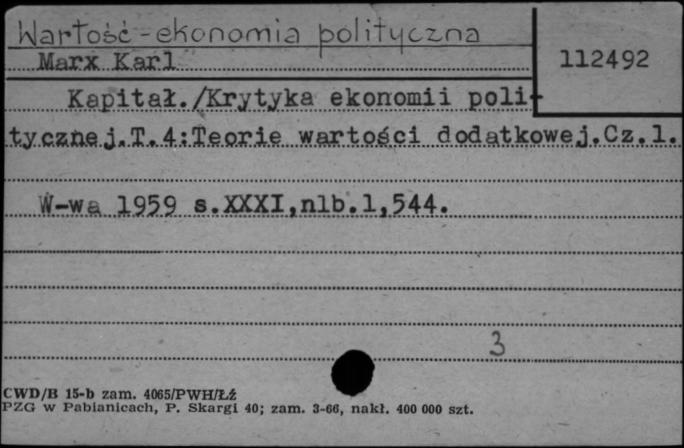 Wartość-ekonomia polityczna
Marx Karl
112492
Kapitał./Krytyka ekonomii poli-
tycznej.T.4:Teorie wartości dodatkowej.Cz.1.
W-wa 1959 s.XXXI,nlb.1,544.
3
CWD/B 15-b zam. 4065/PWH/Łź
PZG w Pabianicach, P. Skargi 40; zam. 3-66, nakł. 400 000 szt.